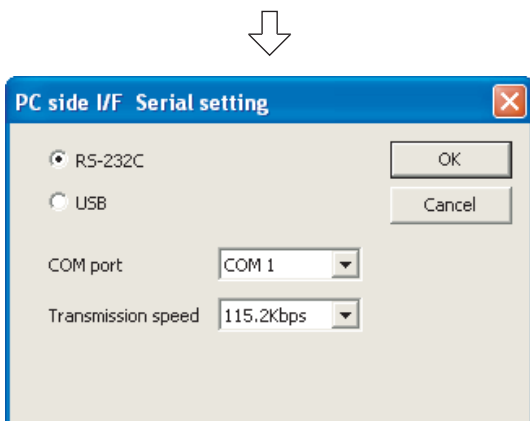 PC side I/F Serial setting
RS-232C
OK
USB
Cancel
COM port
COM 1
Transmission speed
115.2Kbps